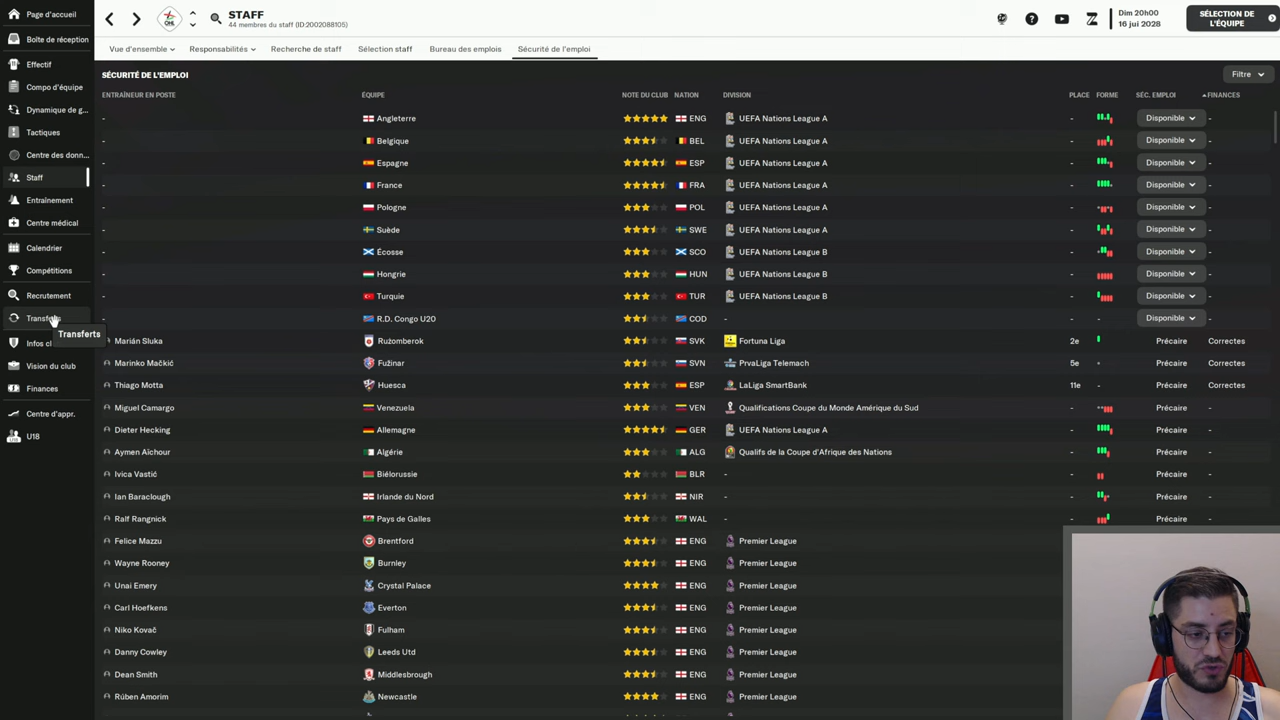 Page d'accueil
Boîte de réception
Effectif
Compo d'équipe
Dynamique de g...
Tactiques
Centre des donn...
Staff
Entrainement
Centre médical
Calendrier
Compétitions
Recrutement
Transferts
Transferts
Infos cl
Vision du club
Finances
Centre d'appr.
U18
OHL
STAFF
44 membres du staff (ID:2002088105)
Dim 20h00
16 jui 2028
SÉLECTION DE
L'ÉQUIPE
Vue d'ensemble Responsabilités Recherche de staff Sélection staff Bureau des emplois Sécurité de l'emploi
SÉCURITÉ DE L'EMPLOI
Filtre
ENTRAÎNEUR EN POSTE ÉQUIPE NOTE DU CLUB NATION DIVISION PLACE FORME SÉC. EMPLOI FINANCES
- Angleterre ENG UEFA Nations League A - Disponible -
- Belgique BEL UEFA Nations League A - Disponible -
- Espagne ESP UEFA Nations League A - Disponible -
- France FRA UEFA Nations League A - Disponible -
- Pologne POL UEFA Nations League A - Disponible -
- Suède SWE UEFA Nations League A - Disponible -
- Écosse SCO UEFA Nations League B - Disponible -
- Hongrie HUN UEFA Nations League B - Disponible -
- Turquie TUR UEFA Nations League B - Disponible -
- R.D. Congo U20 COD - - Disponible -
Marián Sluka Ružomberok SVK Fortuna Liga 2e Précaire Correctes
Marinko Mačkić Fužinar SVN PrvaLiga Telemach 5e - Précaire Correctes
Thiago Motta Huesca ESP LaLiga SmartBank 11e - Précaire Correctes
Miguel Camargo Venezuela VEN Qualifications Coupe du Monde Amérique du Sud - Précaire -
Dieter Hecking Allemagne GER UEFA Nations League A - Précaire -
Aymen Aïchour Algérie ALG Qualifs de la Coupe d'Afrique des Nations - Précaire -
Ivica Vastić Biélorussie BLR - - Précaire -
Ian Baraclough Irlande du Nord NIR - - Précaire -
Ralf Rangnick Pays de Galles WAL - - Précaire -
Felice Mazzu Brentford ENG Premier League
Wayne Rooney Burnley ENG Premier League
Unai Emery Crystal Palace ENG Premier League
Carl Hoefkens Everton ENG Premier League
Niko Kovač Fulham ENG Premier League
Danny Cowley Leeds Utd ENG Premier League
Dean Smith Middlesbrough ENG Premier League
Rúben Amorim Newcastle ENG Premier League